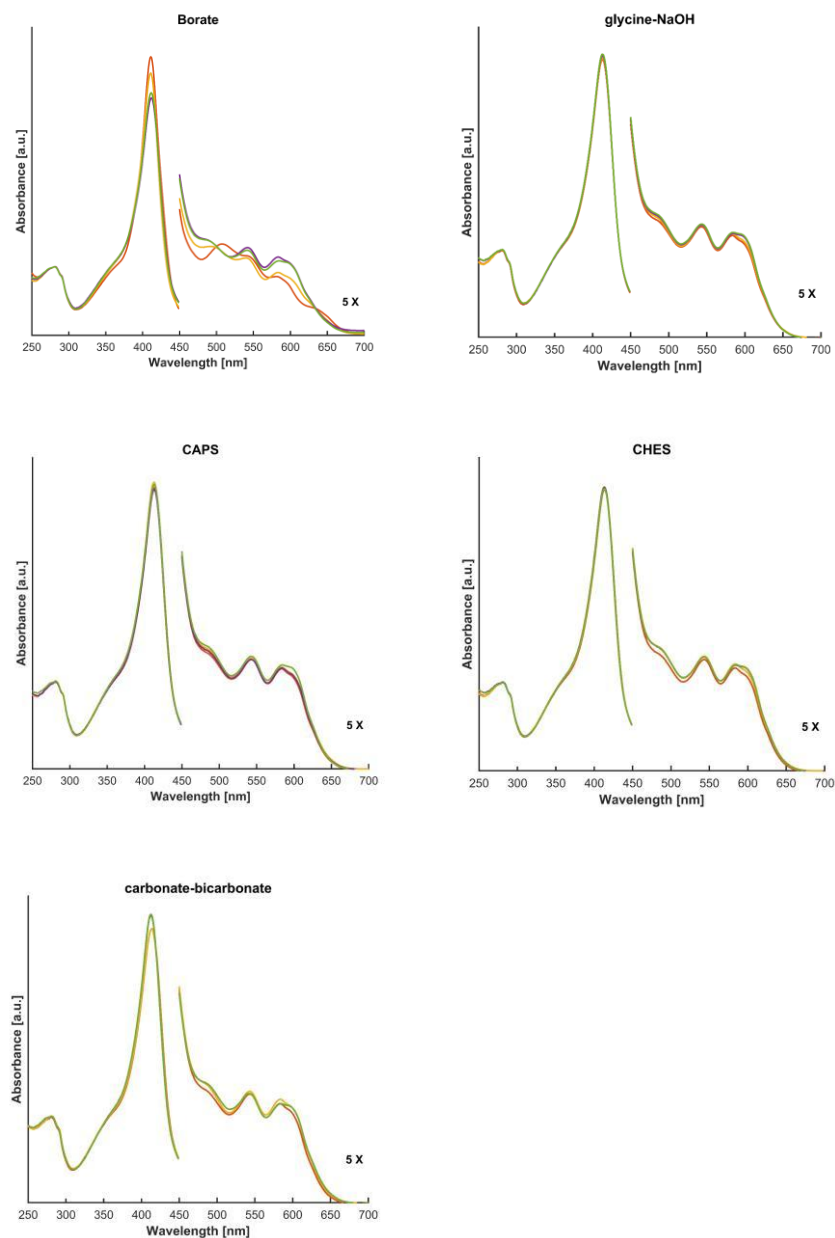 Borate
Absorbance [a.u.]
5 X
250 300 350 400 450 500 550 600 650 700
Wavelength [nm]
glycine-NaOH
Absorbance [a.u.]
5 X
250 300 350 400 450 500 550 600 650 700
Wavelength [nm]
CAPS
Absorbance [a.u.]
5 X
250 300 350 400 450 500 550 600 650 700
Wavelength [nm]
CHES
Absorbance [a.u.]
5 X
250 300 350 400 450 500 550 600 650 700
Wavelength [nm]
carbonate-bicarbonate
Absorbance [a.u.]
5 X
250 300 350 400 450 500 550 600 650 700
Wavelength [nm]